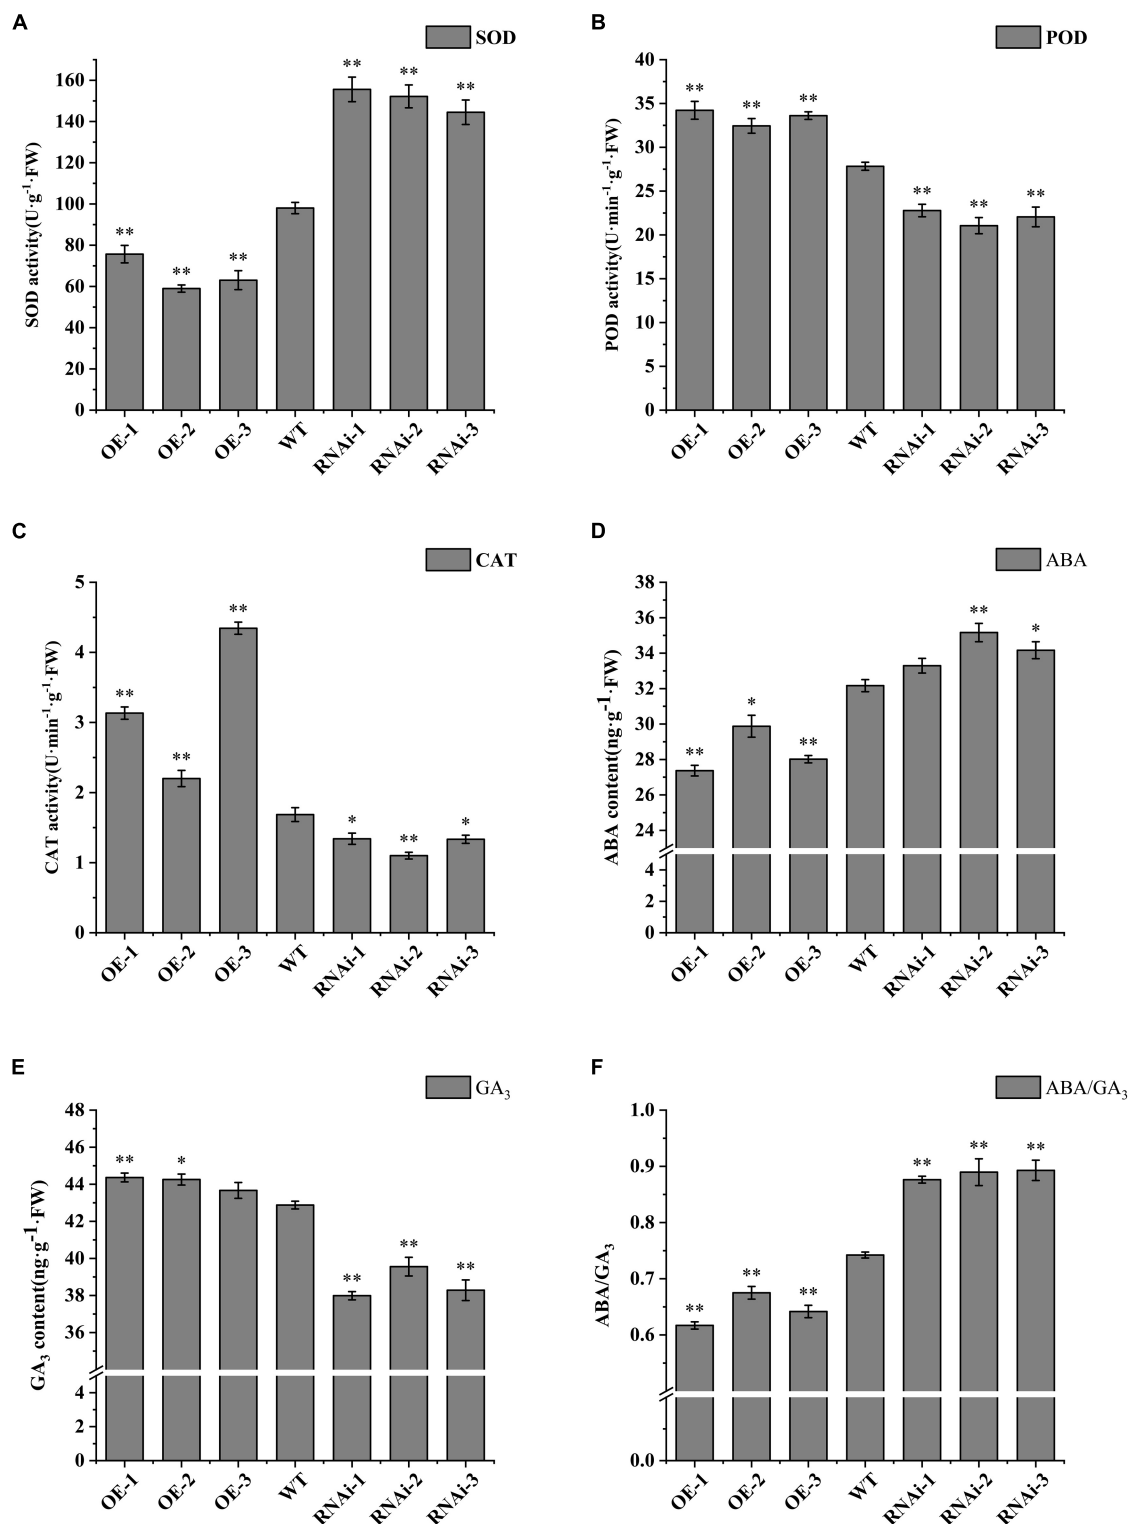 A
SOD
SOD activity(U·g⁻¹·FW)
160
140
120
100
80
60
40
20
0
** ** ** ** ** **
OE-1 OE-2 OE-3 WT RNAi-1 RNAi-2 RNAi-3
B
POD
POD activity(U·min⁻¹·g⁻¹·FW)
40
35
30
25
20
15
10
5
0
** ** ** ** ** **
OE-1 OE-2 OE-3 WT RNAi-1 RNAi-2 RNAi-3
C
CAT
CAT activity(U·min⁻¹·g⁻¹·FW)
5
4
3
2
1
0
** ** ** * ** *
OE-1 OE-2 OE-3 WT RNAi-1 RNAi-2 RNAi-3
D
ABA
ABA content(ng·g⁻¹·FW)
38
36
34
32
30
28
26
24
4
2
0
** * ** ** *
OE-1 OE-2 OE-3 WT RNAi-1 RNAi-2 RNAi-3
E
GA₃
GA₃ content(ng·g⁻¹·FW)
48
46
44
42
40
38
36
4
2
0
** * ** ** **
OE-1 OE-2 OE-3 WT RNAi-1 RNAi-2 RNAi-3
F
ABA/GA₃
ABA/GA₃
1.0
0.9
0.8
0.7
0.6
0.0
** ** ** ** ** **
OE-1 OE-2 OE-3 WT RNAi-1 RNAi-2 RNAi-3